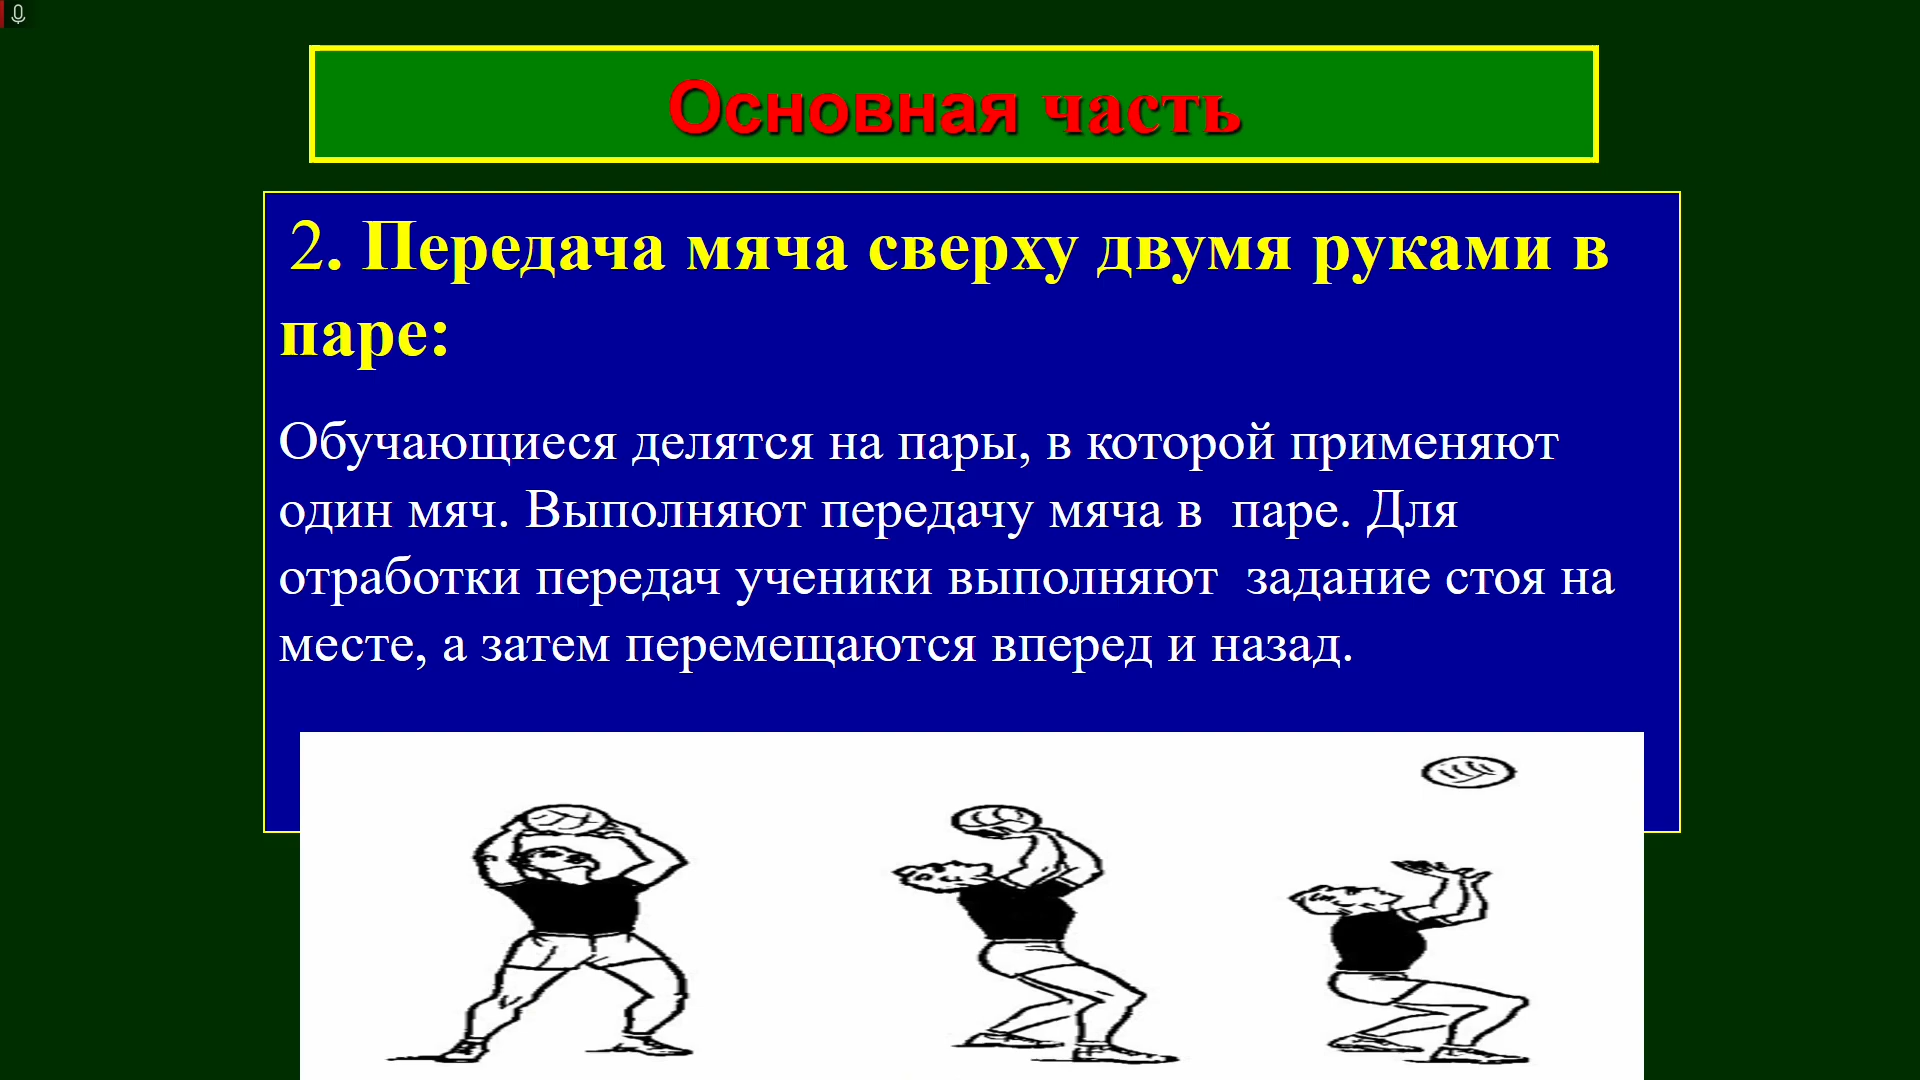 Основная часть
2. Передача мяча сверху двумя руками в
паре:
Обучающиеся делятся на пары, в которой применяют
один мяч. Выполняют передачу мяча в  паре. Для
отработки передач ученики выполняют  задание стоя на
месте, а затем перемещаются вперед и назад.